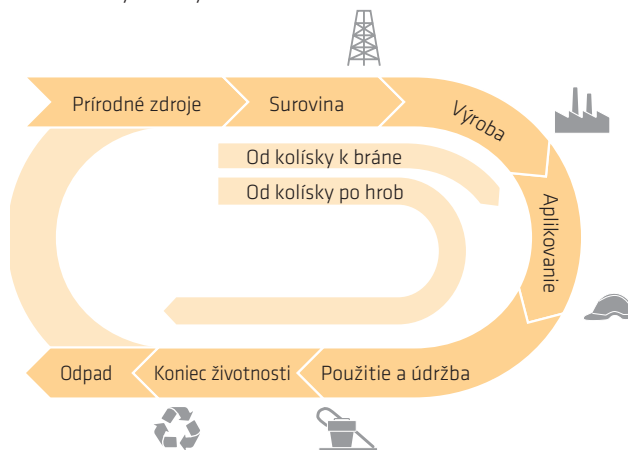 Prírodné zdroje
Surovina
Výroba
Od kolísky k bráne
Od kolísky po hrob
Aplikovanie
Odpad
Koniec životnosti
Použitie a údržba